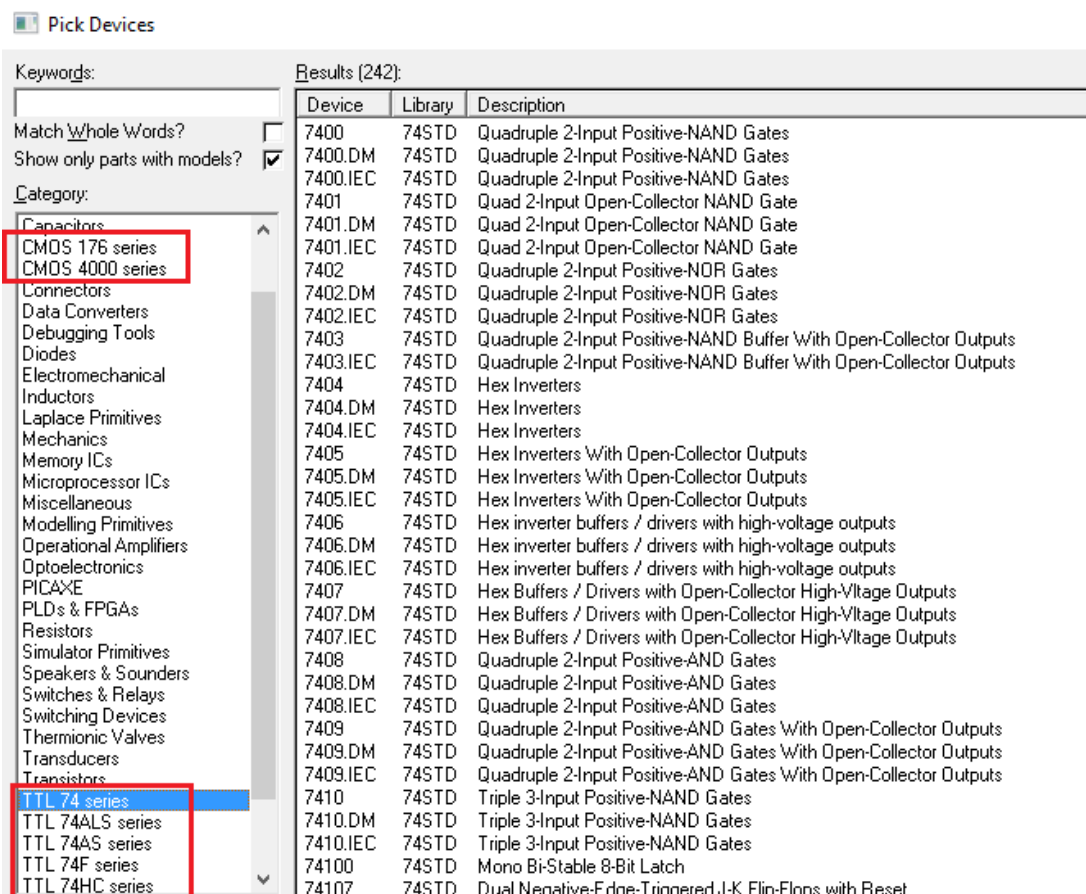 Pick Devices
Keywords:
Match Whole Words?
Show only parts with models?
Category:
Capacitors
CMOS 176 series
CMOS 4000 series
Connectors
Data Converters
Debugging Tools
Diodes
Electromechanical
Inductors
Laplace Primitives
Mechanics
Memory ICs
Microprocessor ICs
Miscellaneous
Modelling Primitives
Operational Amplifiers
Optoelectronics
PICAXE
PLDs & FPGAs
Resistors
Simulator Primitives
Speakers & Sounders
Switches & Relays
Switching Devices
Thermionic Valves
Transducers
Transistors
TTL 74 series
TTL 74ALS series
TTL 74AS series
TTL 74F series
TTL 74HC series
Results (242):
Device Library Description
7400 74STD Quadruple 2-Input Positive-NAND Gates
7400.DM 74STD Quadruple 2-Input Positive-NAND Gates
7400.IEC 74STD Quadruple 2-Input Positive-NAND Gates
7401 74STD Quad 2-Input Open-Collector NAND Gate
7401.DM 74STD Quad 2-Input Open-Collector NAND Gate
7401.IEC 74STD Quad 2-Input Open-Collector NAND Gate
7402 74STD Quadruple 2-Input Positive-NOR Gates
7402.DM 74STD Quadruple 2-Input Positive-NOR Gates
7402.IEC 74STD Quadruple 2-Input Positive-NOR Gates
7403 74STD Quadruple 2-Input Positive-NAND Buffer With Open-Collector Outputs
7403.IEC 74STD Quadruple 2-Input Positive-NAND Buffer With Open-Collector Outputs
7404 74STD Hex Inverters
7404.DM 74STD Hex Inverters
7404.IEC 74STD Hex Inverters
7405 74STD Hex Inverters With Open-Collector Outputs
7405.DM 74STD Hex Inverters With Open-Collector Outputs
7405.IEC 74STD Hex Inverters With Open-Collector Outputs
7406 74STD Hex inverter buffers / drivers with high-voltage outputs
7406.DM 74STD Hex inverter buffers / drivers with high-voltage outputs
7406.IEC 74STD Hex inverter buffers / drivers with high-voltage outputs
7407 74STD Hex Buffers / Drivers with Open-Collector High-Vltage Outputs
7407.DM 74STD Hex Buffers / Drivers with Open-Collector High-Vltage Outputs
7407.IEC 74STD Hex Buffers / Drivers with Open-Collector High-Vltage Outputs
7408 74STD Quadruple 2-Input Positive-AND Gates
7408.DM 74STD Quadruple 2-Input Positive-AND Gates
7408.IEC 74STD Quadruple 2-Input Positive-AND Gates
7409 74STD Quadruple 2-Input Positive-AND Gates With Open-Collector Outputs
7409.DM 74STD Quadruple 2-Input Positive-AND Gates With Open-Collector Outputs
7409.IEC 74STD Quadruple 2-Input Positive-AND Gates With Open-Collector Outputs
7410 74STD Triple 3-Input Positive-NAND Gates
7410.DM 74STD Triple 3-Input Positive-NAND Gates
7410.IEC 74STD Triple 3-Input Positive-NAND Gates
74100 74STD Mono Bi-Stable 8-Bit Latch
74107 74STD Dual Negative-Edge-Triggered J-K Flip-Flops with Reset